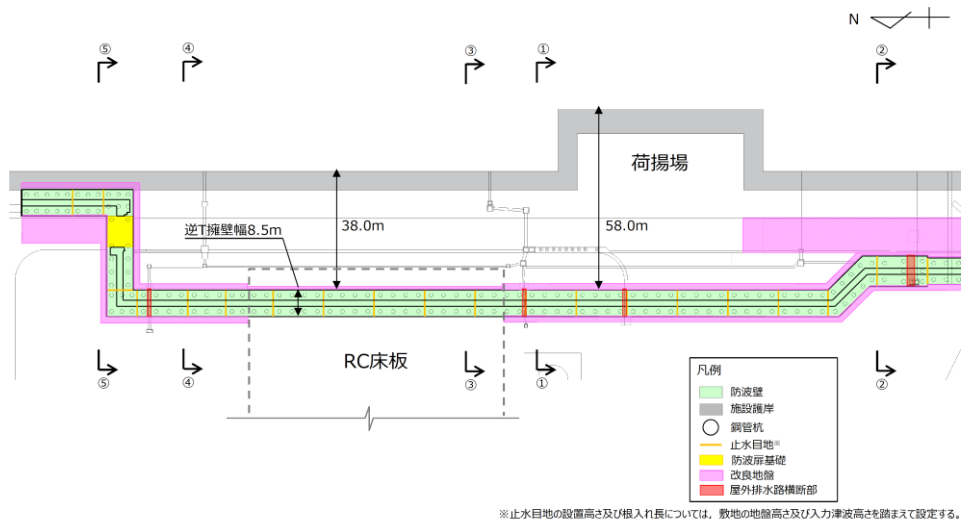 N
⑤
④
③
①
②
荷揚場
逆T擁壁幅8.5m
38.0m
58.0m
RC床板
⑤
④
③
①
②
凡例
防波壁
施設護岸
鋼管杭
止水目地※
防波扉基礎
改良地盤
屋外排水路横断部
※止水目地の設置高さ及び根入れ長については，敷地の地盤高さ及び入力津波高さを踏まえて設定する。